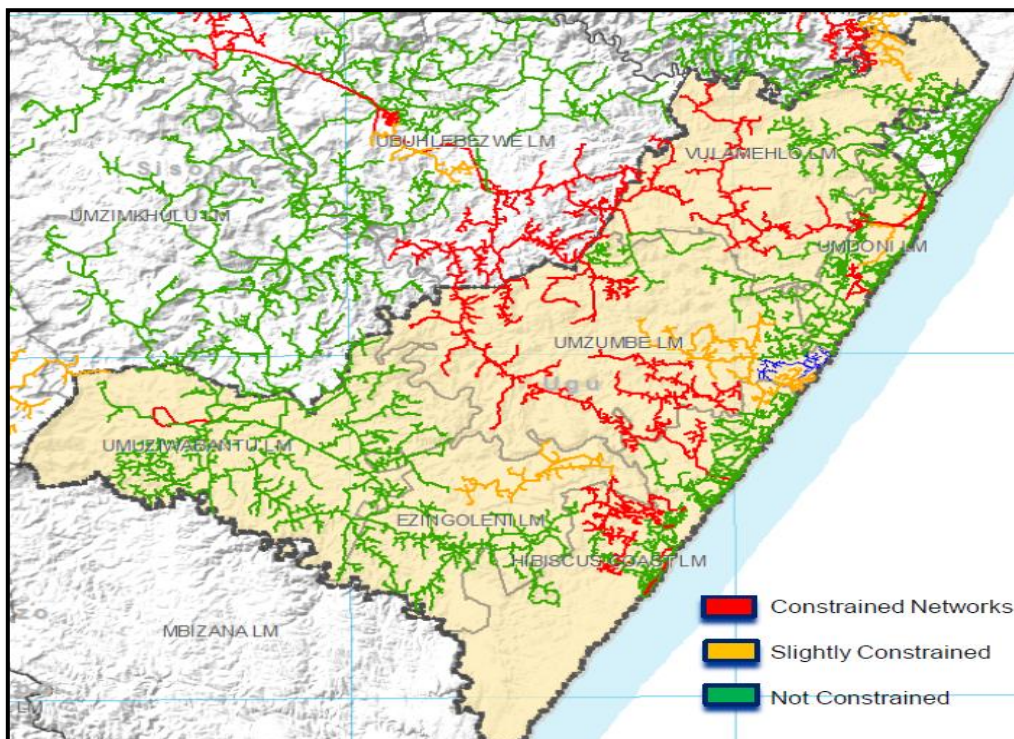 UBUHLEBEZWE LM
VULAMEHLO LM
UMZIMKHULU LM
UMDONI LM
UMZUMBE LM
Ugu
UMUZIWABANTU LM
EZINGOLENI LM
HIBISCUS COAST LM
MBIZANA LM
LM
Constrained Networks
Slightly Constrained
Not Constrained